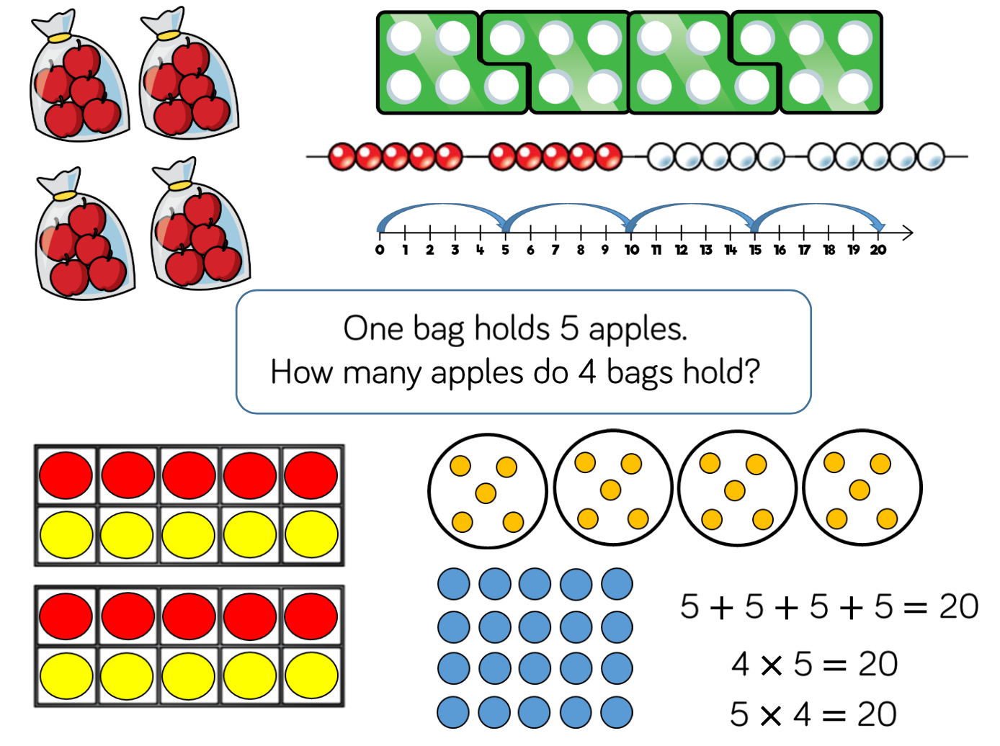 0 1 2 3 4 5 6 7 8 9 10 11 12 13 14 15 16 17 18 19 20
One bag holds 5 apples.
How many apples do 4 bags hold?
5 + 5 + 5 + 5 = 20
4 × 5 = 20
5 × 4 = 20